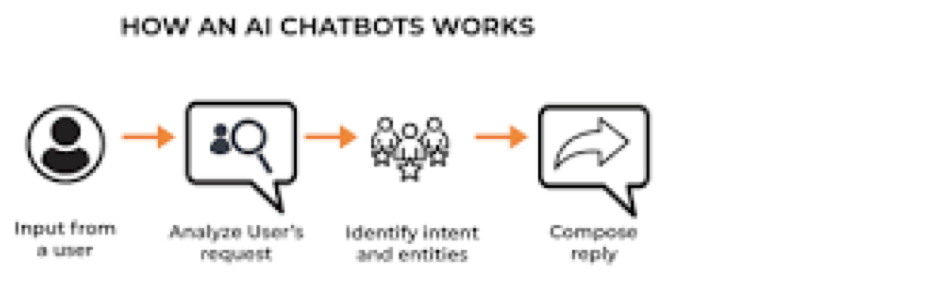 HOW AN AI CHATBOTS WORKS
Input from
a user
Analyze User's
request
Identify intent
and entities
Compose
reply